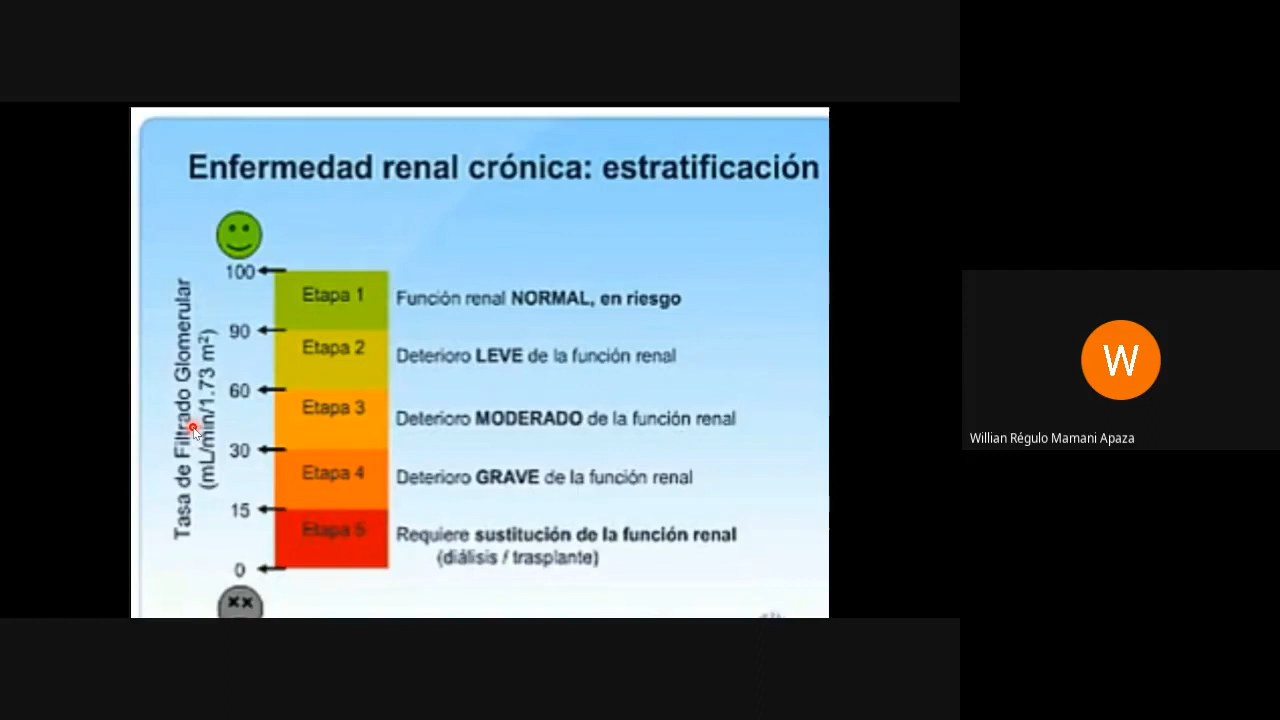 Enfermedad renal crónica: estratificación
Tasa de Filtrado Glomerular
(mL/min/1.73 m²)
100
Etapa 1
Función renal NORMAL, en riesgo
90
Etapa 2
Deterioro LEVE de la función renal
60
Etapa 3
Deterioro MODERADO de la función renal
30
Etapa 4
Deterioro GRAVE de la función renal
15
Etapa 5
Requiere sustitución de la función renal
(diálisis / trasplante)
0
W
Willian Régulo Mamani Apaza